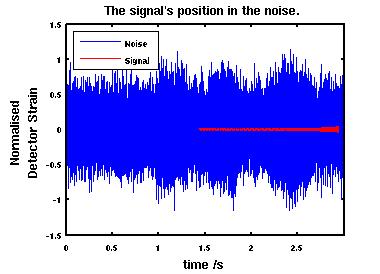 The signal's position in the noise.
1.5
Noise
Signal
1
0.5
0
-0.5
-1
-1.5
Normalised
Detector Strain
0 0.5 1 1.5 2 2.5
time /s